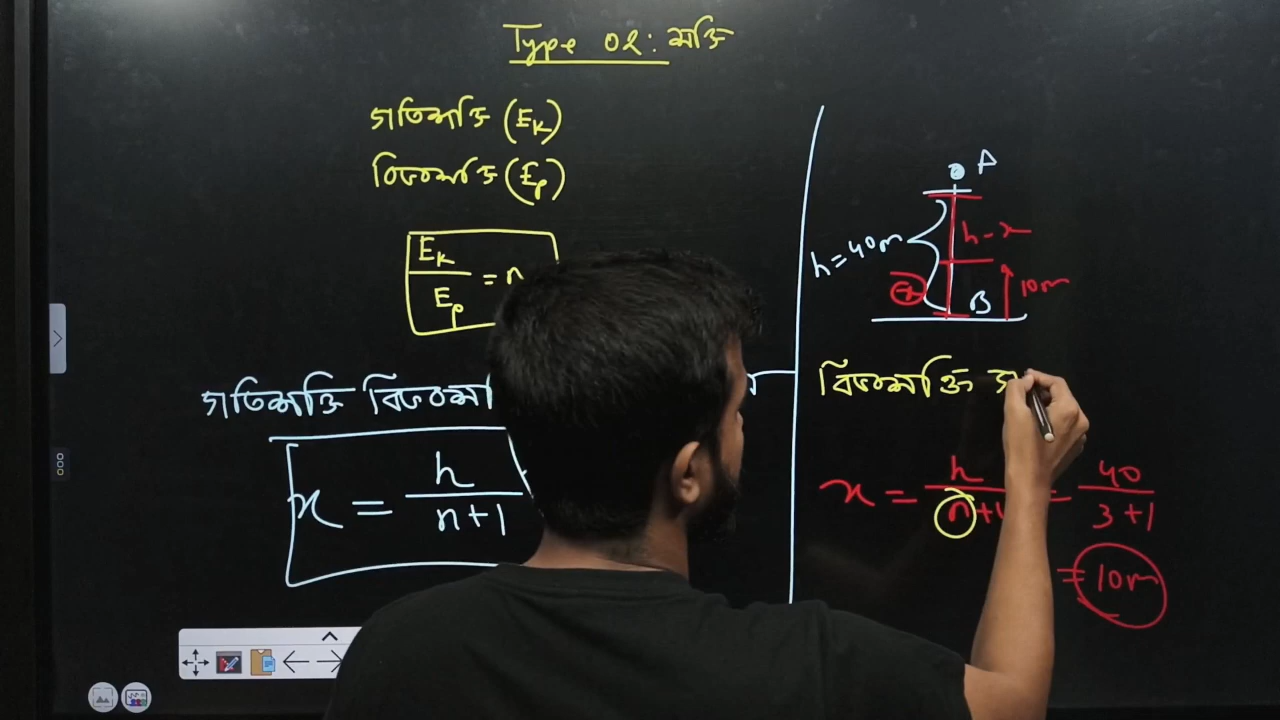 Type 02: শক্তি
গতিশক্তি (Eₖ)
বিভবশক্তি (Eₚ)
Eₖ/Eₚ = n
গতিশক্তি বিভবশ
x = h/(n+1)
A
h = 40m
h - x
10m
B
বিভবশক্তি
x = h/(n+1) = 40/(3+1)
= 10m